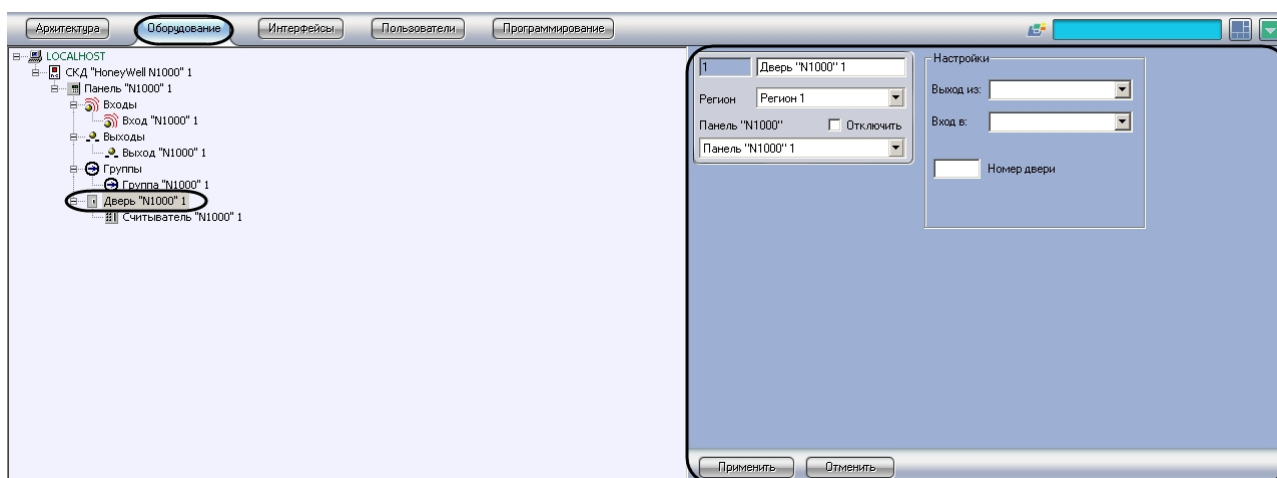 Архитектура Оборудование Интерфейсы Пользователи Программирование
LOCALHOST
СКД "HoneyWell N1000" 1
Панель "N1000" 1
Входы
Вход "N1000" 1
Выходы
Выход "N1000" 1
Группы
Группа "N1000" 1
Дверь "N1000" 1
Считыватель "N1000" 1
1 Дверь "N1000" 1
Регион Регион 1
Панель "N1000" Отключить
Панель "N1000" 1
Настройки
Выход из:
Вход в:
Номер двери
Применить Отменить